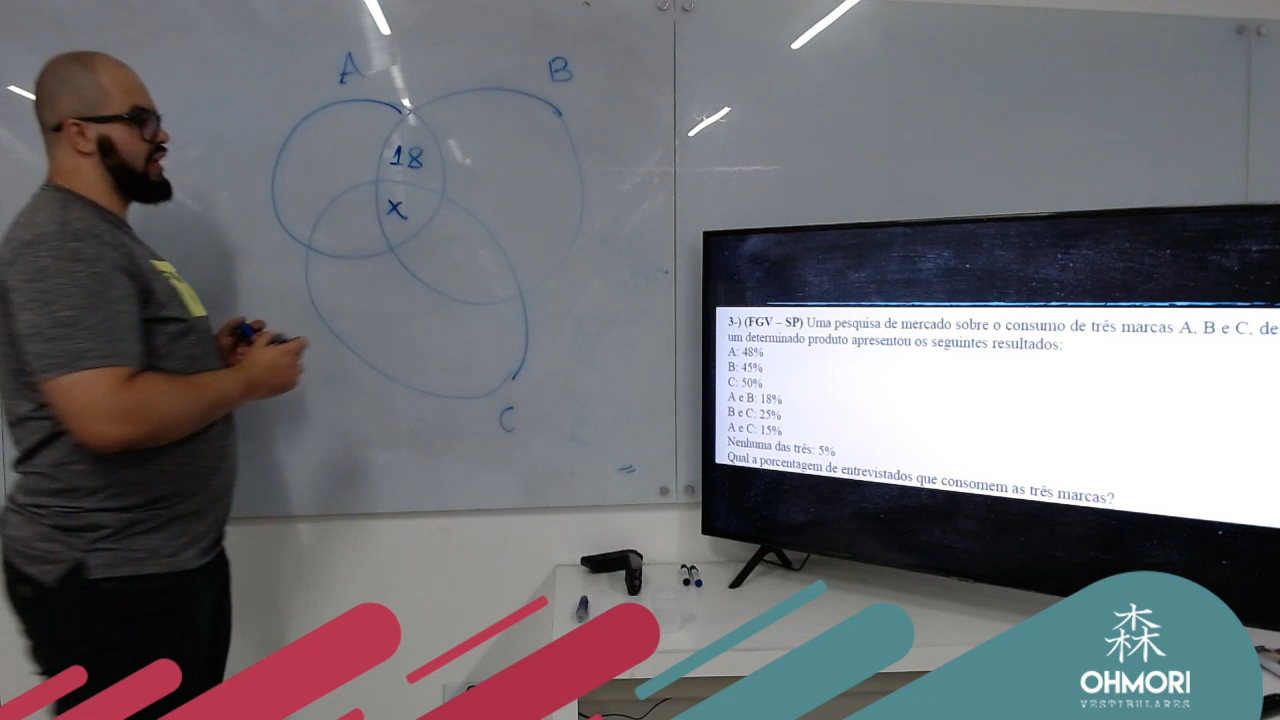 A
B
18
x
C
3-) (FGV – SP) Uma pesquisa de mercado sobre o consumo de três marcas A, B e C, de
um determinado produto apresentou os seguintes resultados:
A: 48%
B: 45%
C: 50%
A e B: 18%
B e C: 25%
A e C: 15%
Nenhuma das três: 5%
Qual a porcentagem de entrevistados que consomem as três marcas?
森
OHMORI
VESTIBULARES